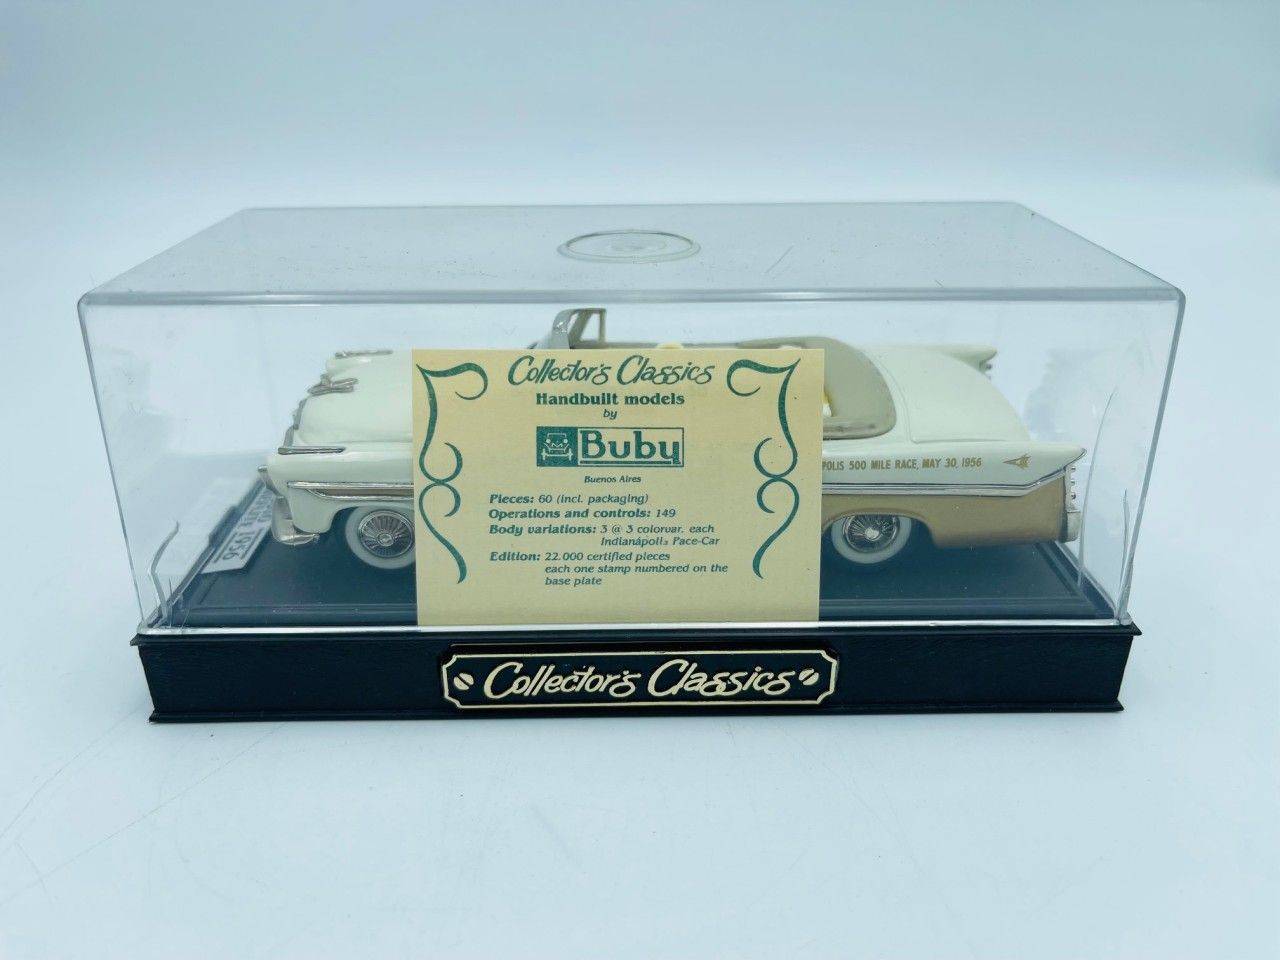 Collector's Classics
Handbuilt models
by
Buby
Buenos Aires
Pieces: 60 (incl. packaging)
Operations and controls: 149
Body variations: 3 @ 3 colorvar. each
Indianápolis Pace-Car
Edition: 22.000 certified pieces
each one stamp numbered on the
base plate
POLIS 500 MILE RACE, MAY 30, 1956
1956
Collector's Classics